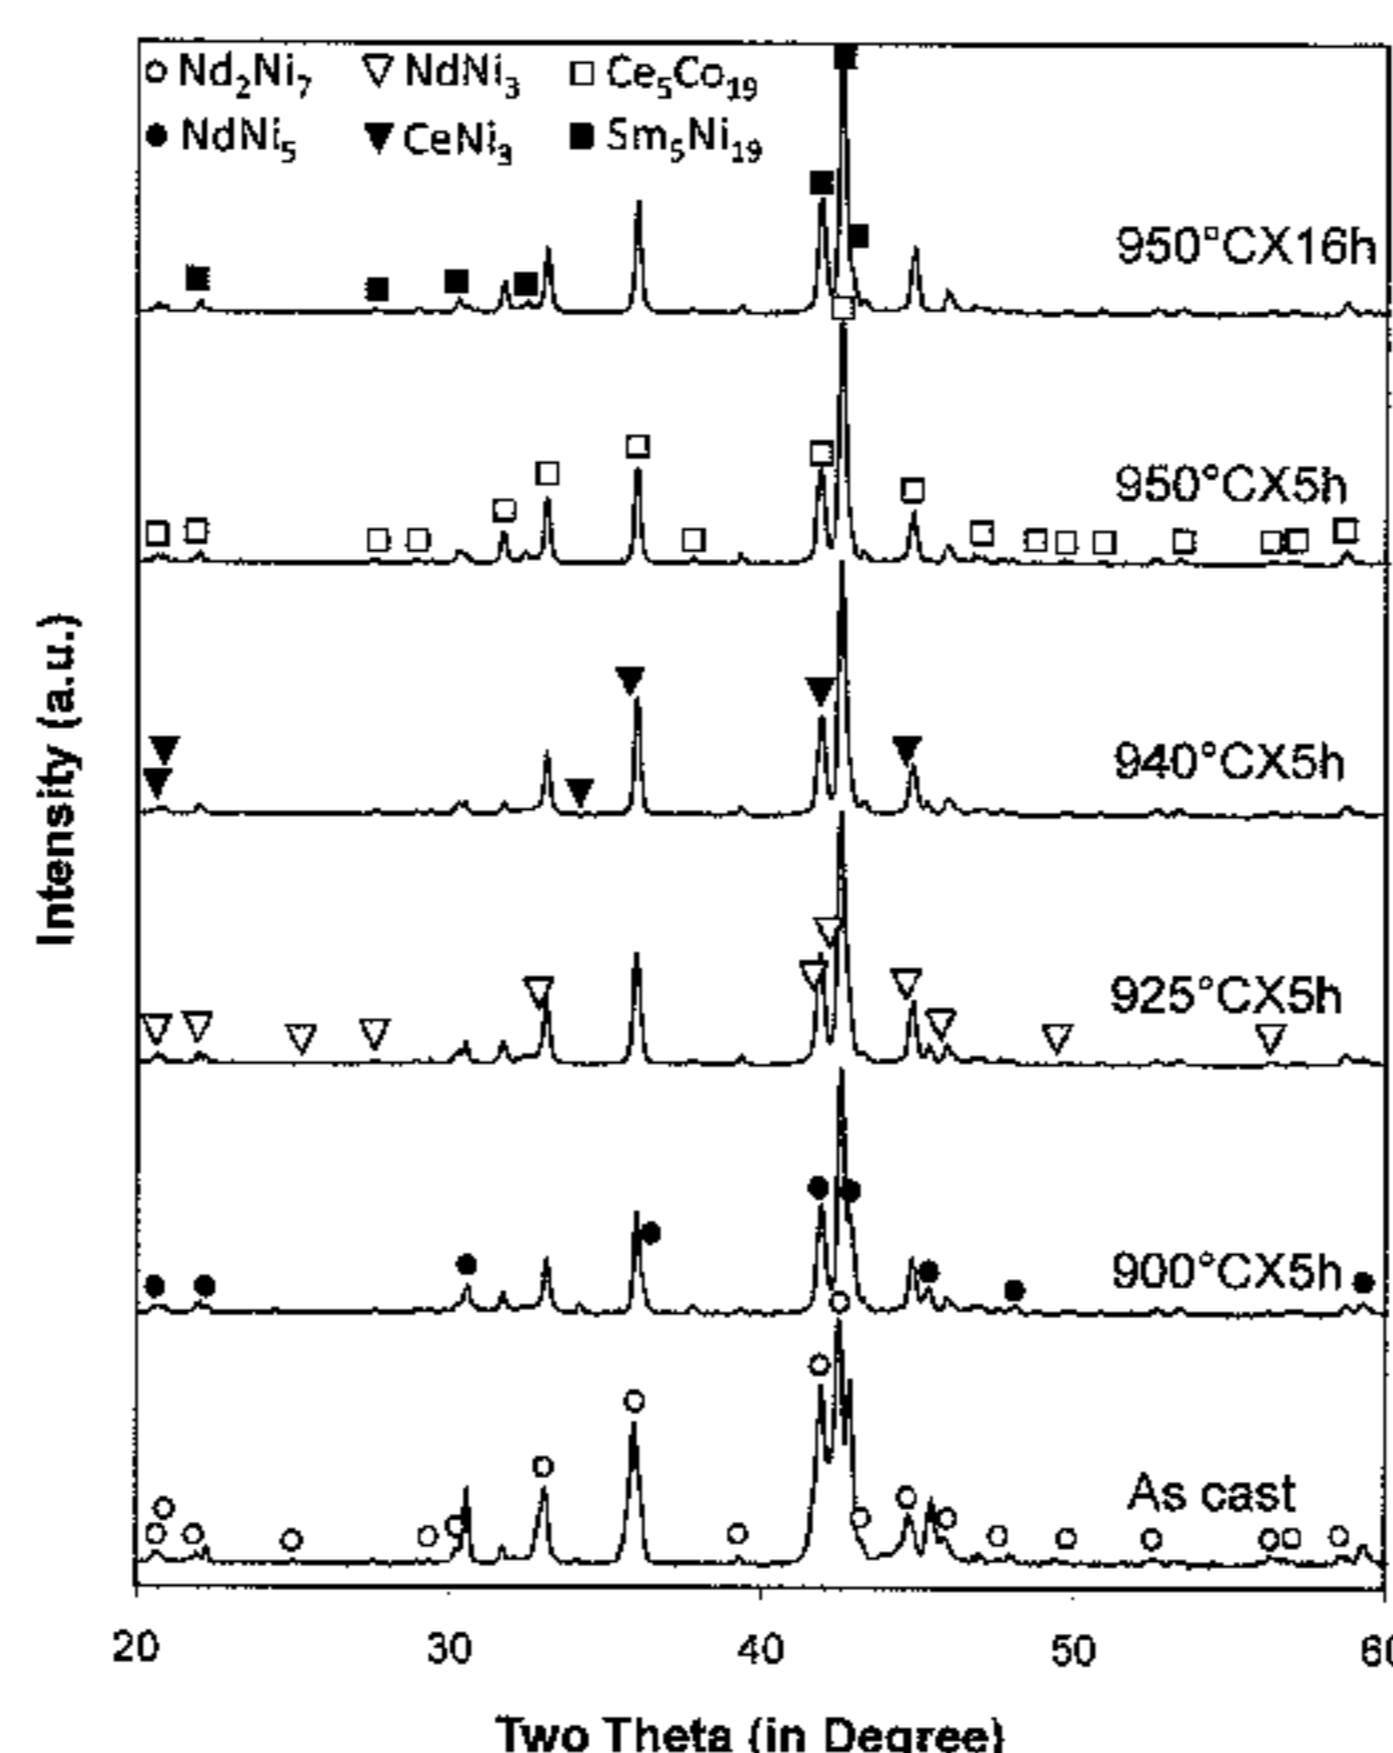 ○ Nd₂Ni₇ ▽ NdNi₃ □ Ce₅Co₁₉
● NdNi₅ ▼ CeNi₃ ■ Sm₅Ni₁₉
950°CX16h
950°CX5h
940°CX5h
925°CX5h
900°CX5h
As cast
Intensity (a.u.)
20 30 40 50 60
Two Theta (in Degree)